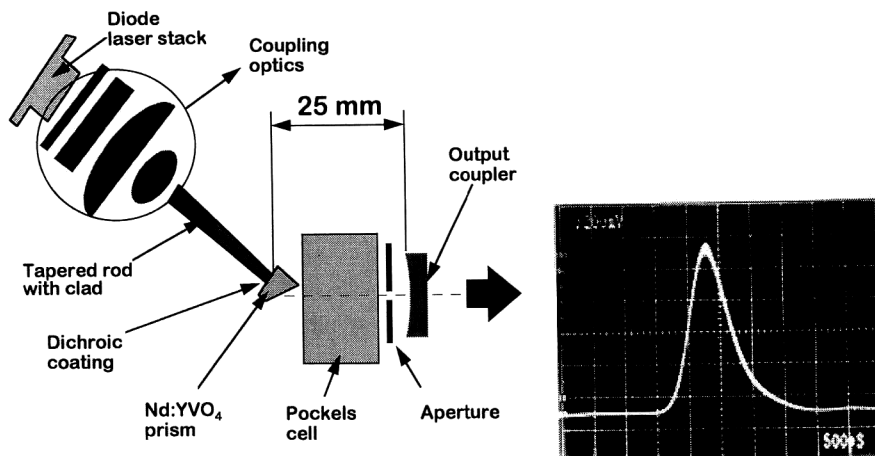 Diode
laser stack
Coupling
optics
25 mm
Output
coupler
Tapered rod
with clad
Dichroic
coating
Nd:YVO₄
prism
Pockels
cell
Aperture